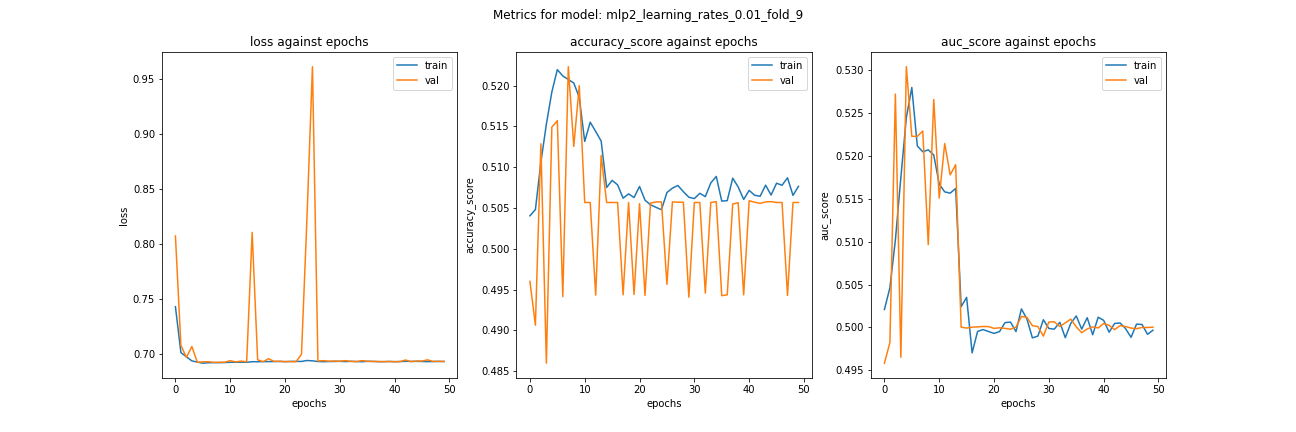 Metrics for model: mlp2_learning_rates_0.01_fold_9
loss against epochs
train
val
0.95
0.90
0.85
0.80
0.75
0.70
loss
0 10 20 30 40 50
epochs
accuracy_score against epochs
train
val
0.520
0.515
0.510
0.505
0.500
0.495
0.490
0.485
accuracy_score
0 10 20 30 40 50
epochs
auc_score against epochs
train
val
0.530
0.525
0.520
0.515
0.510
0.505
0.500
0.495
auc_score
0 10 20 30 40 50
epochs